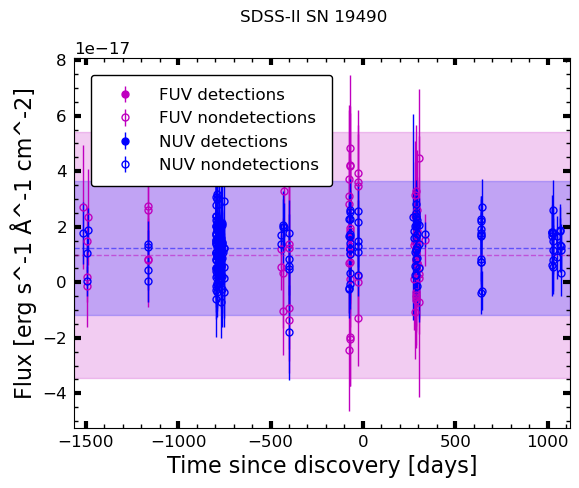 SDSS-II SN 19490
1e−17
FUV detections
FUV nondetections
NUV detections
NUV nondetections
8
6
4
2
0
−2
−4
Flux [erg s^-1 Å^-1 cm^-2]
−1500 −1000 −500 0 500 1000
Time since discovery [days]